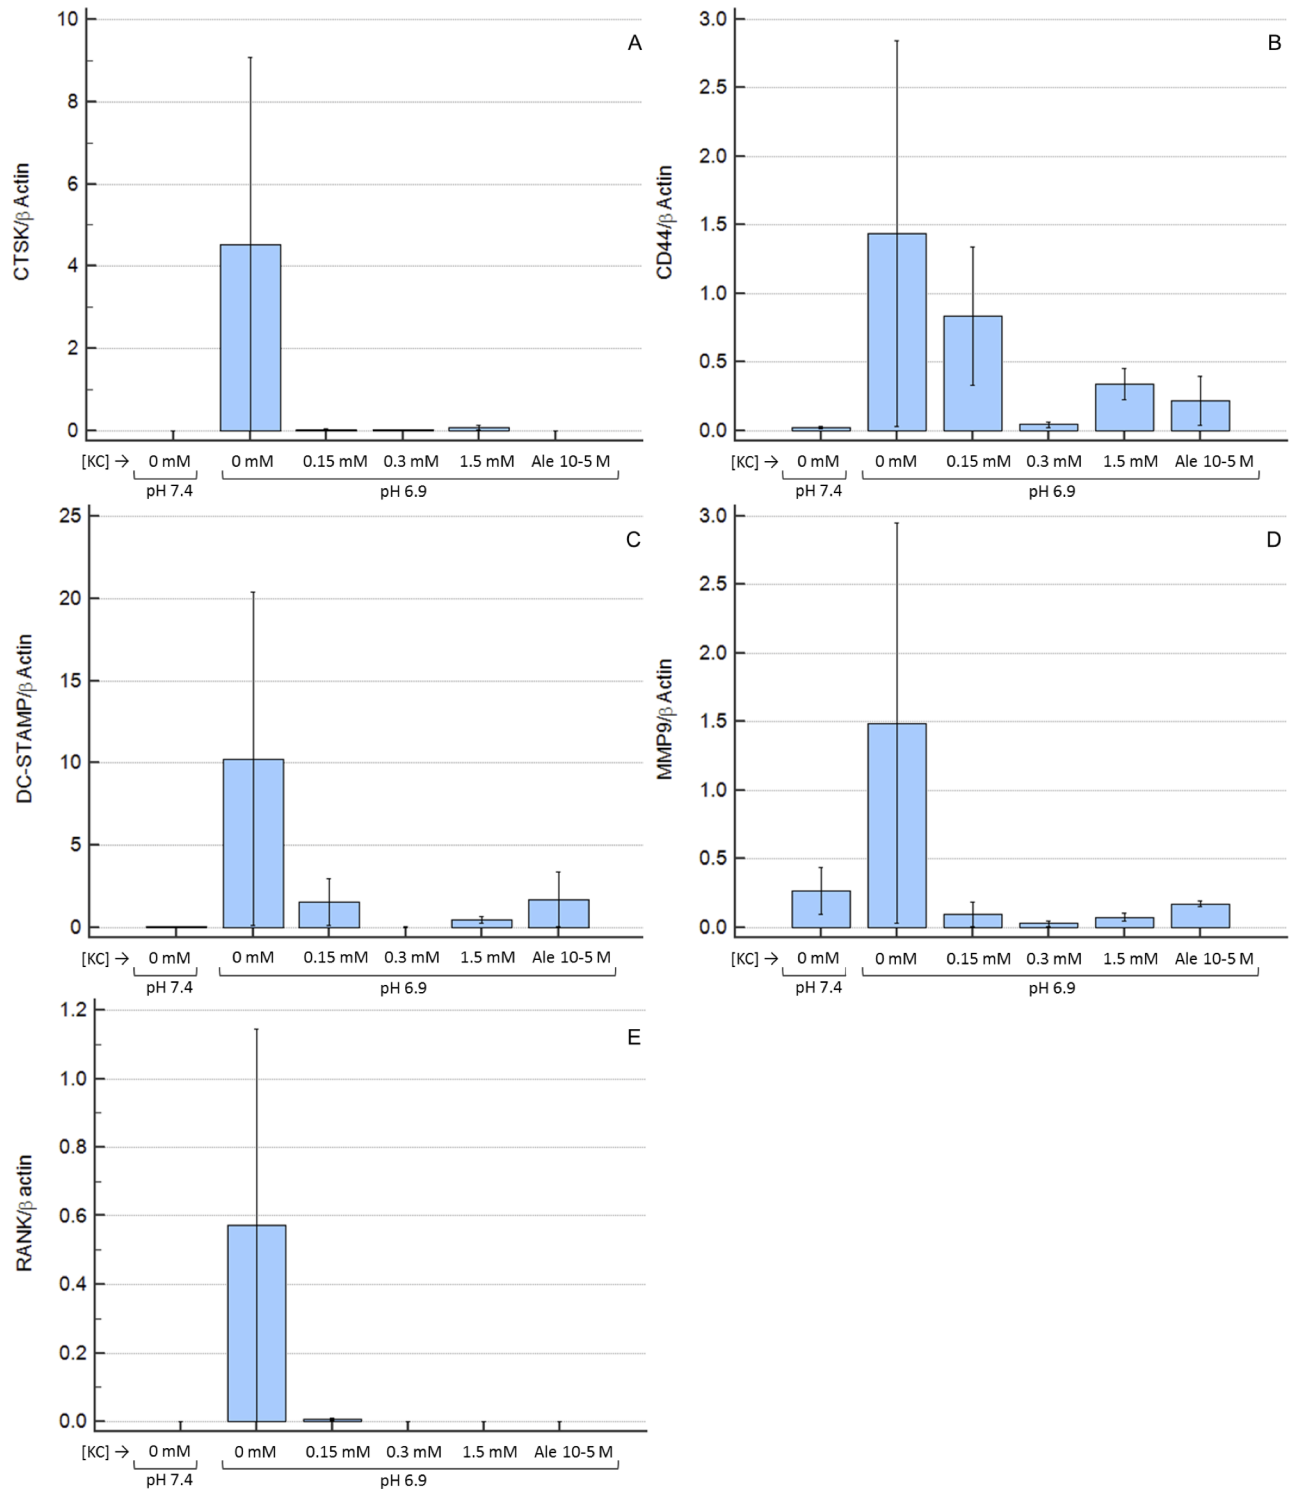 A
CTSK/β Actin
10
8
6
4
2
0
[KC] → 0 mM 0 mM 0.15 mM 0.3 mM 1.5 mM Ale 10-5 M
pH 7.4 pH 6.9
B
CD44/β Actin
3.0
2.5
2.0
1.5
1.0
0.5
0.0
[KC] → 0 mM 0 mM 0.15 mM 0.3 mM 1.5 mM Ale 10-5 M
pH 7.4 pH 6.9
C
DC-STAMP/β Actin
25
20
15
10
5
0
[KC] → 0 mM 0 mM 0.15 mM 0.3 mM 1.5 mM Ale 10-5 M
pH 7.4 pH 6.9
D
MMP9/β Actin
3.0
2.5
2.0
1.5
1.0
0.5
0.0
[KC] → 0 mM 0 mM 0.15 mM 0.3 mM 1.5 mM Ale 10-5 M
pH 7.4 pH 6.9
E
RANK/β actin
1.2
1.0
0.8
0.6
0.4
0.2
0.0
[KC] → 0 mM 0 mM 0.15 mM 0.3 mM 1.5 mM Ale 10-5 M
pH 7.4 pH 6.9